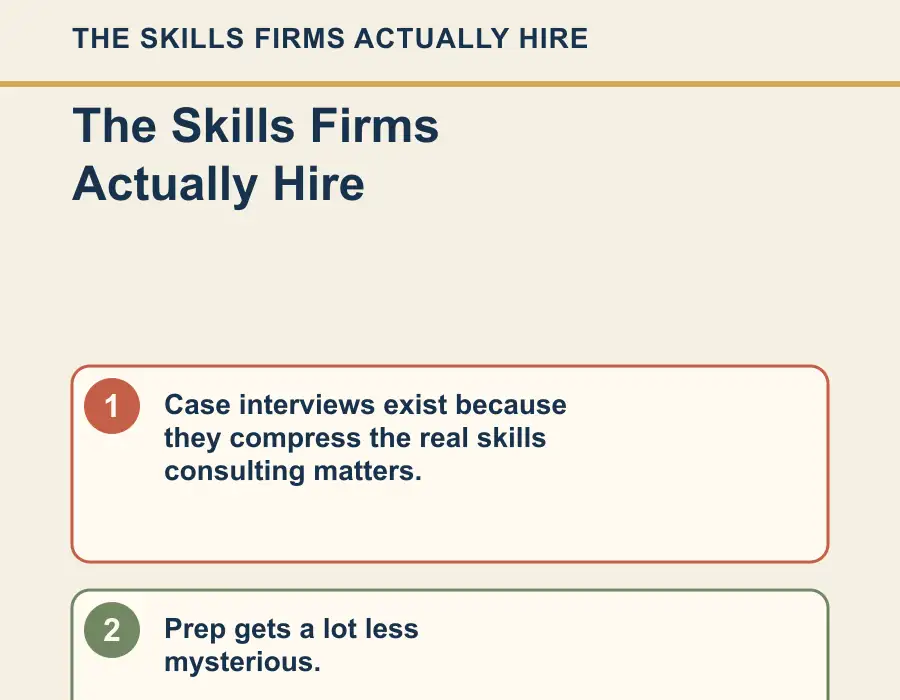 THE SKILLS FIRMS ACTUALLY HIRE
The Skills Firms
Actually Hire
1
Case interviews exist because
they compress the real skills
consulting matters.
2
Prep gets a lot less
mysterious.